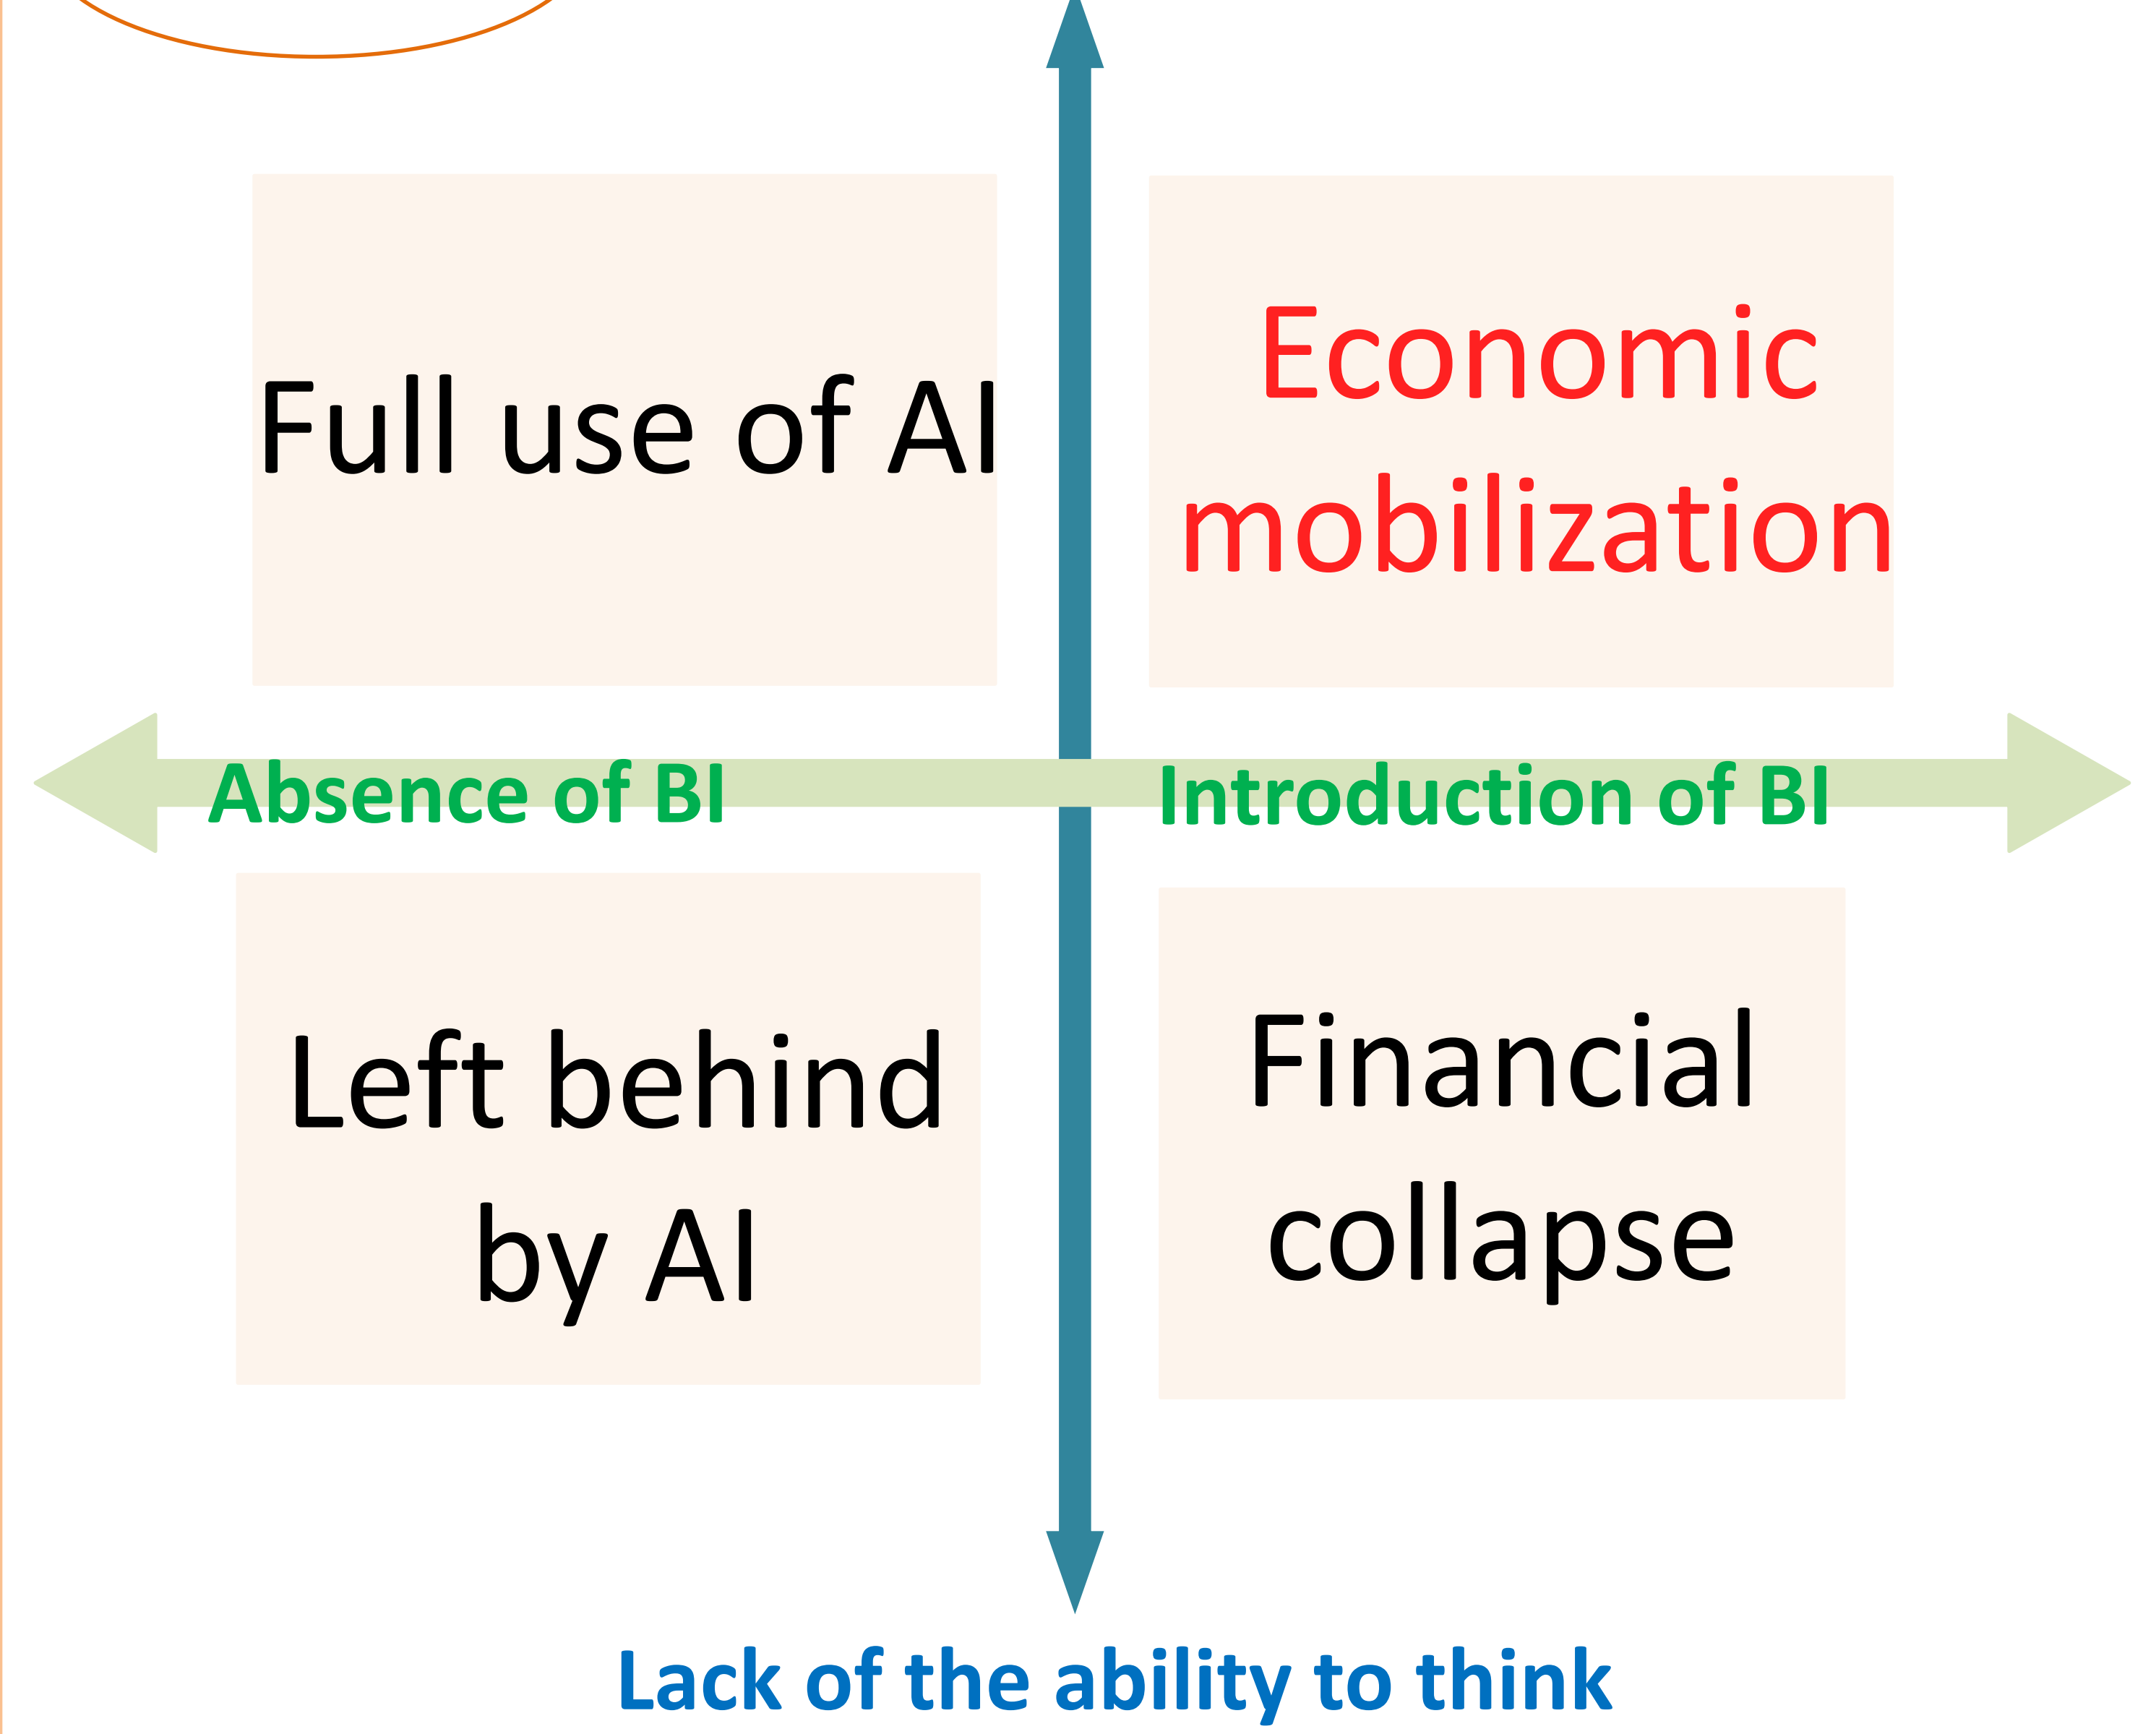 Full use of AI
Economic
mobilization
Absence of BI
Introduction of BI
Left behind
by AI
Financial
collapse
Lack of the ability to think